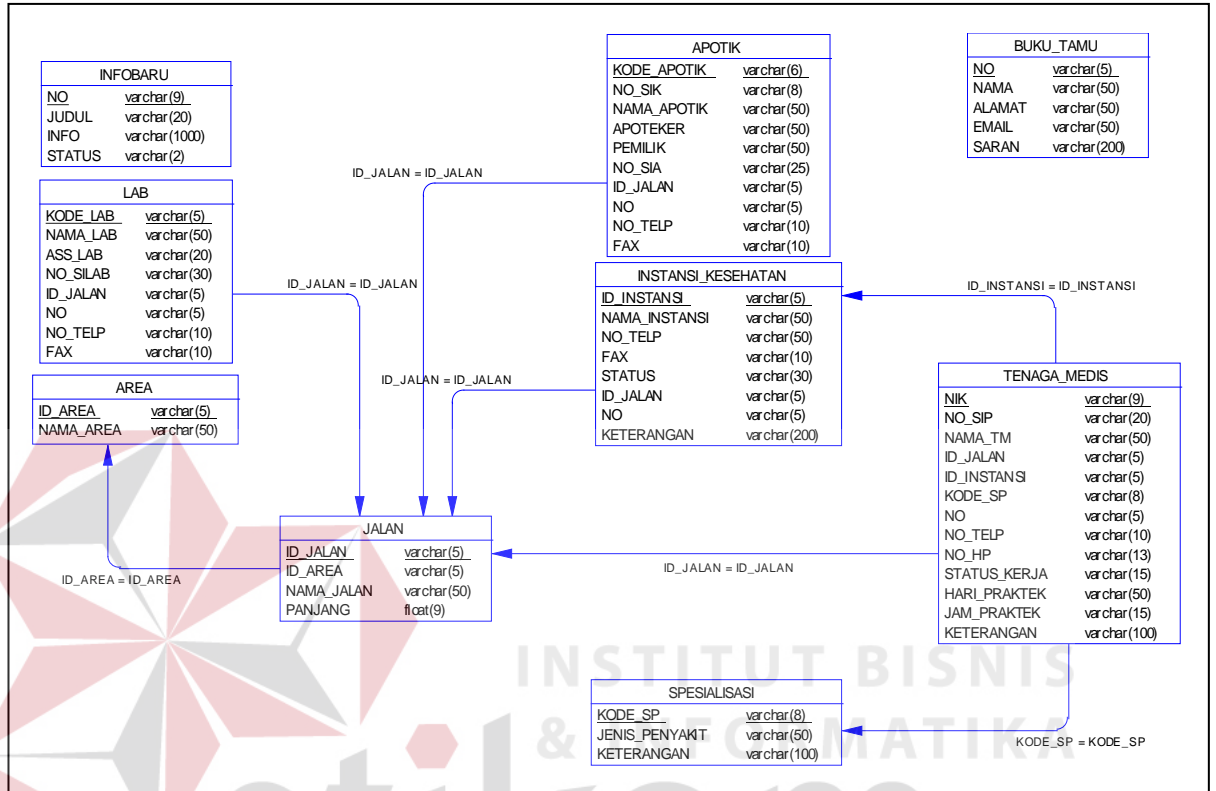 INFOBARU
NO varchar(9)
JUDUL varchar(20)
INFO varchar(1000)
STATUS varchar(2)
LAB
KODE_LAB varchar(5)
NAMA_LAB varchar(50)
ASS_LAB varchar(20)
NO_SILAB varchar(30)
ID_JALAN varchar(5)
NO varchar(5)
NO_TELP varchar(10)
FAX varchar(10)
AREA
ID_AREA varchar(5)
NAMA_AREA varchar(50)
APOTIK
KODE_APOTIK varchar(6)
NO_SIK varchar(8)
NAMA_APOTIK varchar(50)
APOTEKER varchar(50)
PEMILIK varchar(50)
NO_SIA varchar(25)
ID_JALAN varchar(5)
NO varchar(5)
NO_TELP varchar(10)
FAX varchar(10)
BUKU_TAMU
NO varchar(5)
NAMA varchar(50)
ALAMAT varchar(50)
EMAIL varchar(50)
SARAN varchar(200)
ID_JALAN = ID_JALAN
ID_JALAN = ID_JALAN
ID_JALAN = ID_JALAN
INSTANSI_KESEHATAN
ID_INSTANSI varchar(5)
NAMA_INSTANSI varchar(50)
NO_TELP varchar(50)
FAX varchar(10)
STATUS varchar(30)
ID_JALAN varchar(5)
NO varchar(5)
KETERANGAN varchar(200)
ID_INSTANSI = ID_INSTANSI
TENAGA_MEDIS
NIK varchar(9)
NO_SIP varchar(20)
NAMA_TM varchar(50)
ID_JALAN varchar(5)
ID_INSTANSI varchar(5)
KODE_SP varchar(8)
NO varchar(5)
NO_TELP varchar(10)
NO_HP varchar(13)
STATUS_KERJA varchar(15)
HARI_PRAKTEK varchar(50)
JAM_PRAKTEK varchar(15)
KETERANGAN varchar(100)
JALAN
ID_JALAN varchar(5)
ID_AREA varchar(5)
NAMA_JALAN varchar(50)
PANJANG float(9)
ID_AREA = ID_AREA
ID_JALAN = ID_JALAN
INSTITUT BISNIS
& INFORMATIKA
SPESIALISASI
KODE_SP varchar(8)
JENIS_PENYAKIT varchar(50)
KETERANGAN varchar(100)
KODE_SP = KODE_SP